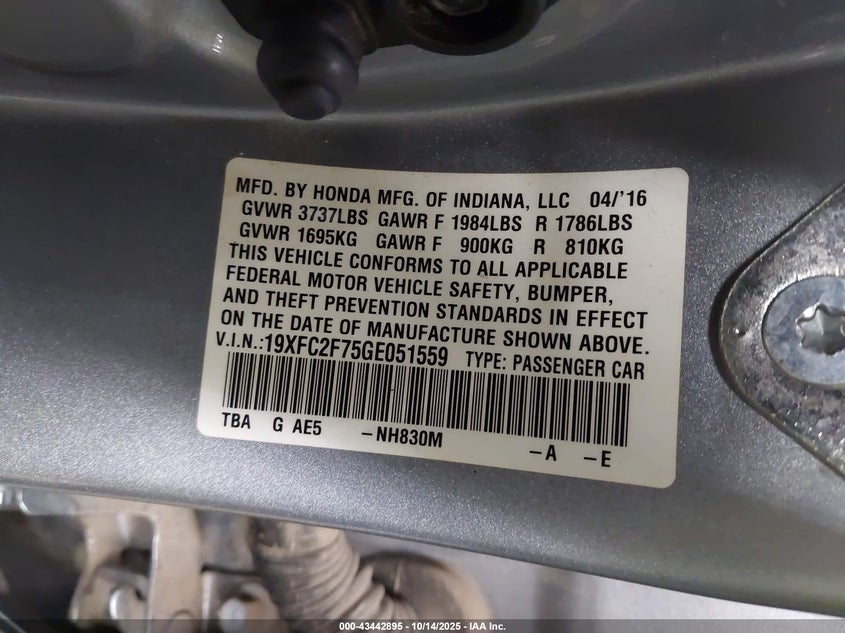 MFD. BY HONDA MFG. OF INDIANA, LLC 04/'16
GVWR 3737LBS GAWR F 1984LBS R 1786LBS
GVWR 1695KG GAWR F 900KG R 810KG
THIS VEHICLE CONFORMS TO ALL APPLICABLE
FEDERAL MOTOR VEHICLE SAFETY, BUMPER,
AND THEFT PREVENTION STANDARDS IN EFFECT
ON THE DATE OF MANUFACTURE SHOWN ABOVE.
V.I.N.:19XFC2F75GE051559 TYPE: PASSENGER CAR
TBA G AE5 –NH830M –A –E
000-43442895 | 10/14/2025 | IAA Inc.